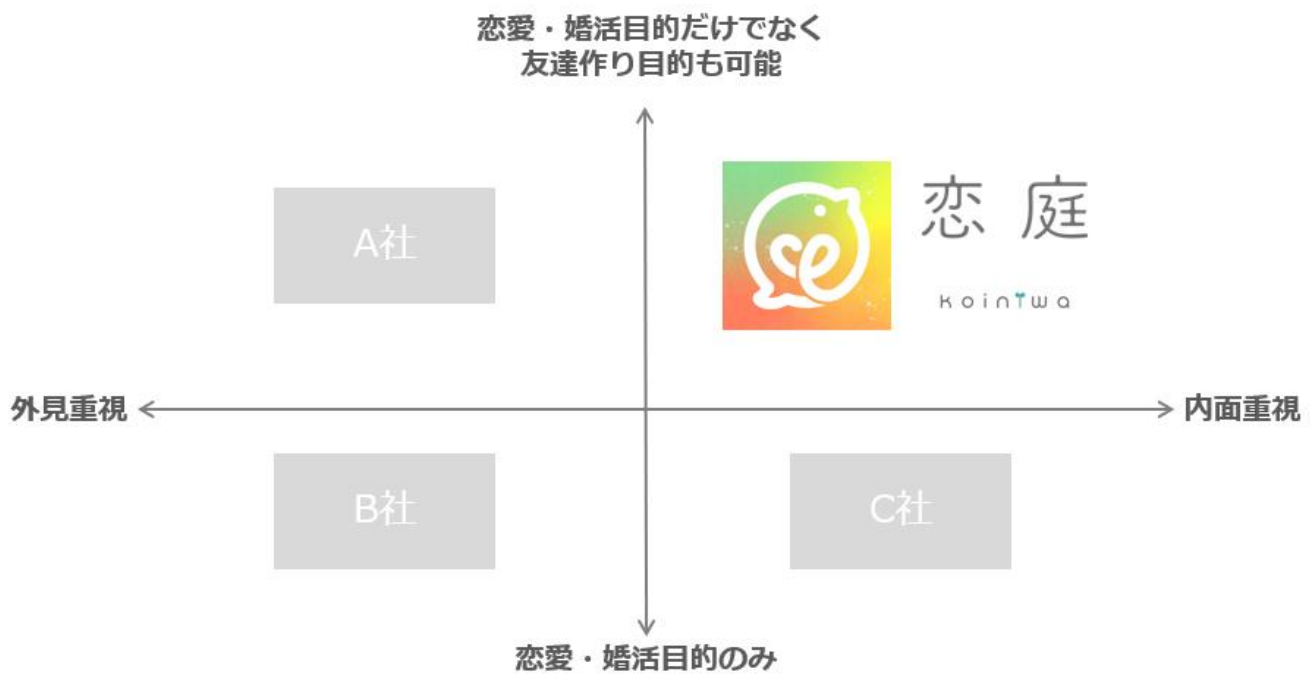 恋愛・婚活目的だけでなく
友達作り目的も可能
A社
恋庭
koiniwa
外見重視
内面重視
B社
C社
恋愛・婚活目的のみ